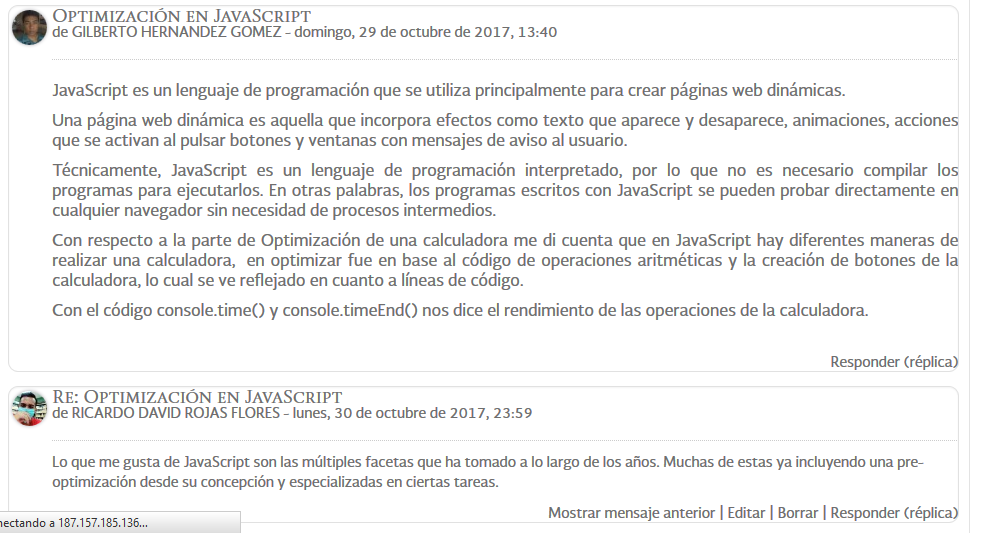 Optimización en JavaScript
de GILBERTO HERNANDEZ GOMEZ - domingo, 29 de octubre de 2017, 13:40
JavaScript es un lenguaje de programación que se utiliza principalmente para crear páginas web dinámicas.
Una página web dinámica es aquella que incorpora efectos como texto que aparece y desaparece, animaciones, acciones
que se activan al pulsar botones y ventanas con mensajes de aviso al usuario.
Técnicamente, JavaScript es un lenguaje de programación interpretado, por lo que no es necesario compilar los
programas para ejecutarlos. En otras palabras, los programas escritos con JavaScript se pueden probar directamente en
cualquier navegador sin necesidad de procesos intermedios.
Con respecto a la parte de Optimización de una calculadora me di cuenta que en JavaScript hay diferentes maneras de
realizar una calculadora, en optimizar fue en base al código de operaciones aritméticas y la creación de botones de la
calculadora, lo cual se ve reflejado en cuanto a líneas de código.
Con el código console.time() y console.timeEnd() nos dice el rendimiento de las operaciones de la calculadora.
Responder (réplica)
Re: Optimización en JavaScript
de RICARDO DAVID ROJAS FLORES - lunes, 30 de octubre de 2017, 23:59
Lo que me gusta de JavaScript son las múltiples facetas que ha tomado a lo largo de los años. Muchas de estas ya incluyendo una pre-
optimización desde su concepción y especializadas en ciertas tareas.
Mostrar mensaje anterior | Editar | Borrar | Responder (réplica)
nectando a 187.157.185.136...